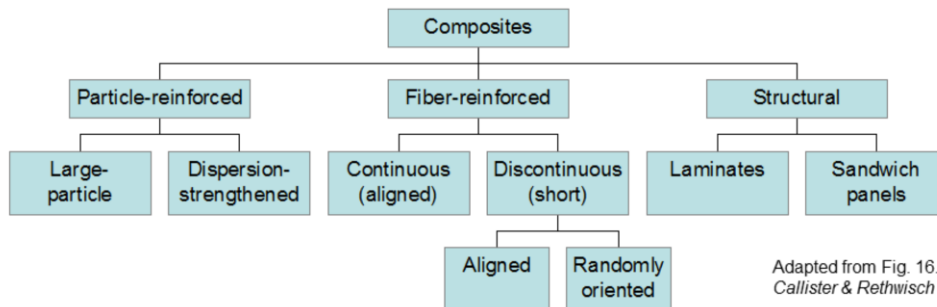 Composites
Particle-reinforced
Fiber-reinforced
Structural
Large-
particle
Dispersion-
strengthened
Continuous
(aligned)
Discontinuous
(short)
Laminates
Sandwich
panels
Aligned
Randomly
oriented
Adapted from Fig. 16.
Callister & Rethwisch